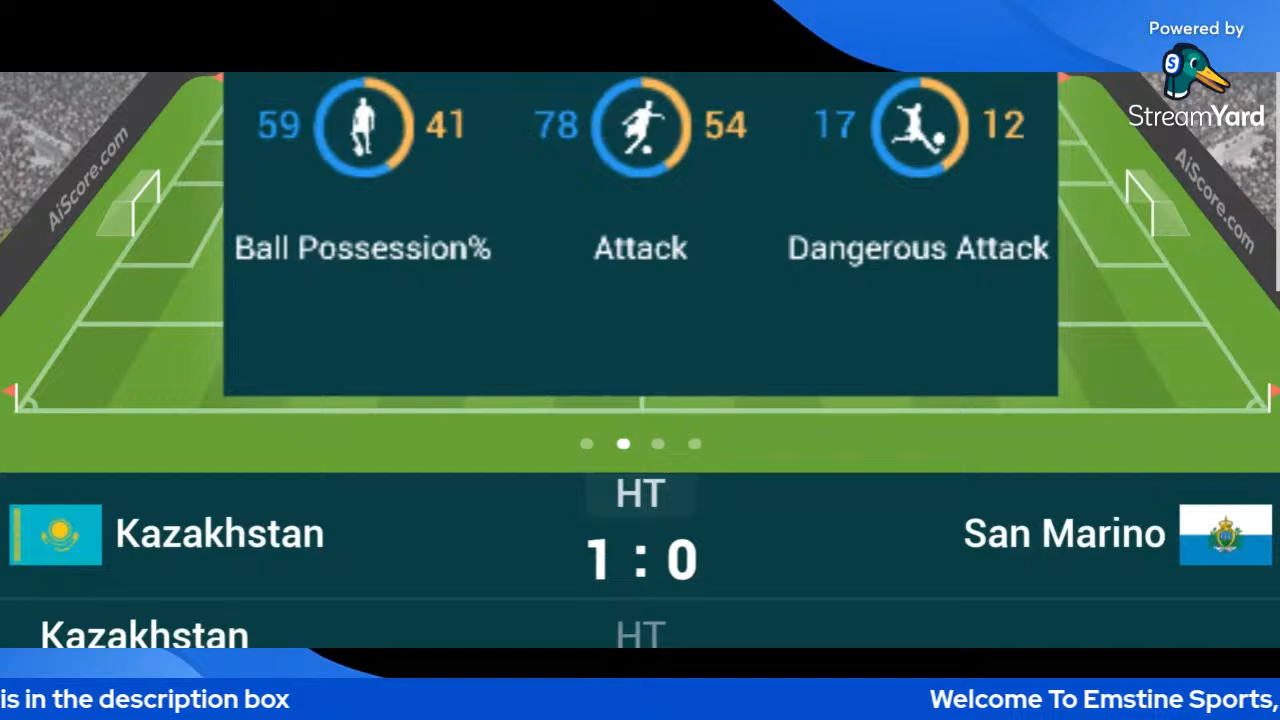 Powered by
StreamYard
AiScore.com
AiScore.com
59 41 78 54 17 12
Ball Possession% Attack Dangerous Attack
HT
Kazakhstan 1 : 0 San Marino
Kazakhstan HT
is in the description box Welcome To Emstine Sports,